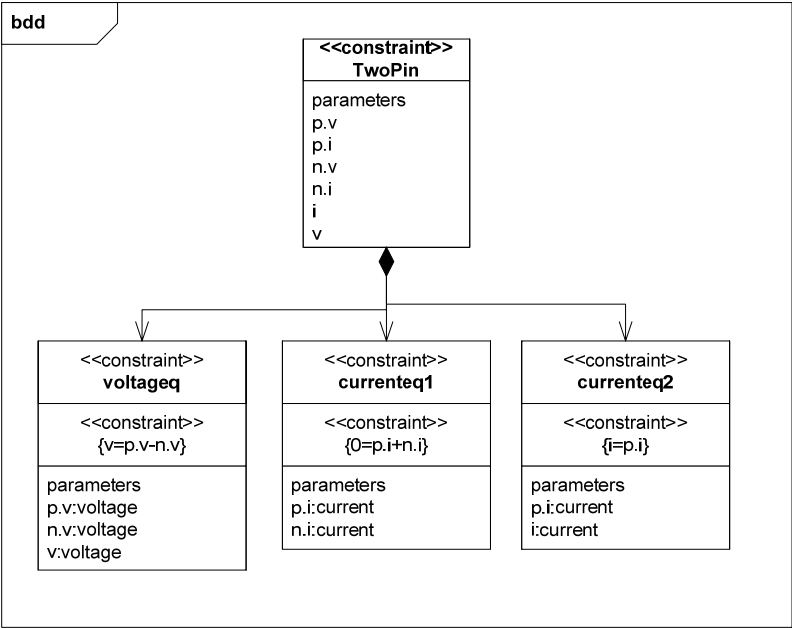 bdd
<<constraint>>
TwoPin
parameters
p.v
p.i
n.v
n.i
i
v
<<constraint>>
voltageq
<<constraint>>
{v=p.v-n.v}
parameters
p.v:voltage
n.v:voltage
v:voltage
<<constraint>>
currenteq1
<<constraint>>
{0=p.i+n.i}
parameters
p.i:current
n.i:current
<<constraint>>
currenteq2
<<constraint>>
{i=p.i}
parameters
p.i:current
i:current